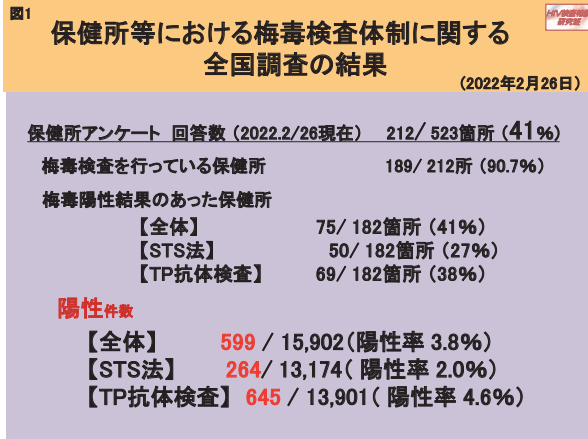 図1
保健所等における梅毒検査体制に関する
全国調査の結果
(2022年2月26日)
保健所アンケート 回答数 (2022.2/26現在) 212/ 523箇所 (41%)
梅毒検査を行っている保健所 189/ 212所 (90.7%)
梅毒陽性結果のあった保健所
【全体】 75/ 182箇所 (41%)
【STS法】 50/ 182箇所 (27%)
【TP抗体検査】 69/ 182箇所 (38%)
陽性件数
【全体】 599 / 15,902(陽性率 3.8%)
【STS法】 264/ 13,174( 陽性率 2.0%)
【TP抗体検査】 645 / 13,901( 陽性率 4.6%)